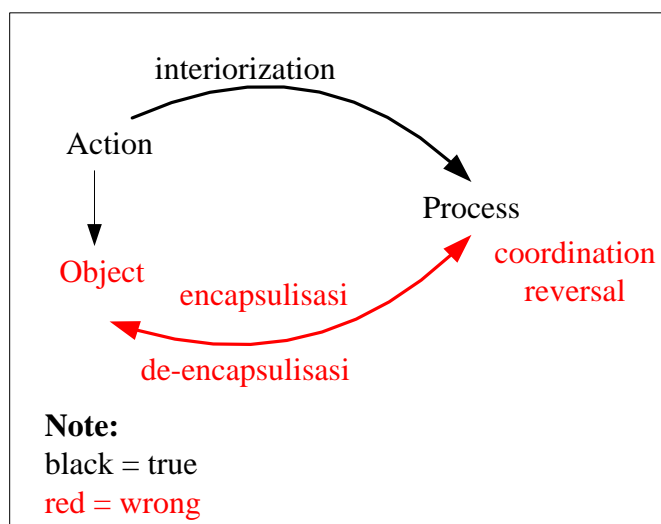 interiorization
Action
Process
Object
coordination
reversal
encapsulisasi
de-encapsulisasi
Note:
black = true
red = wrong